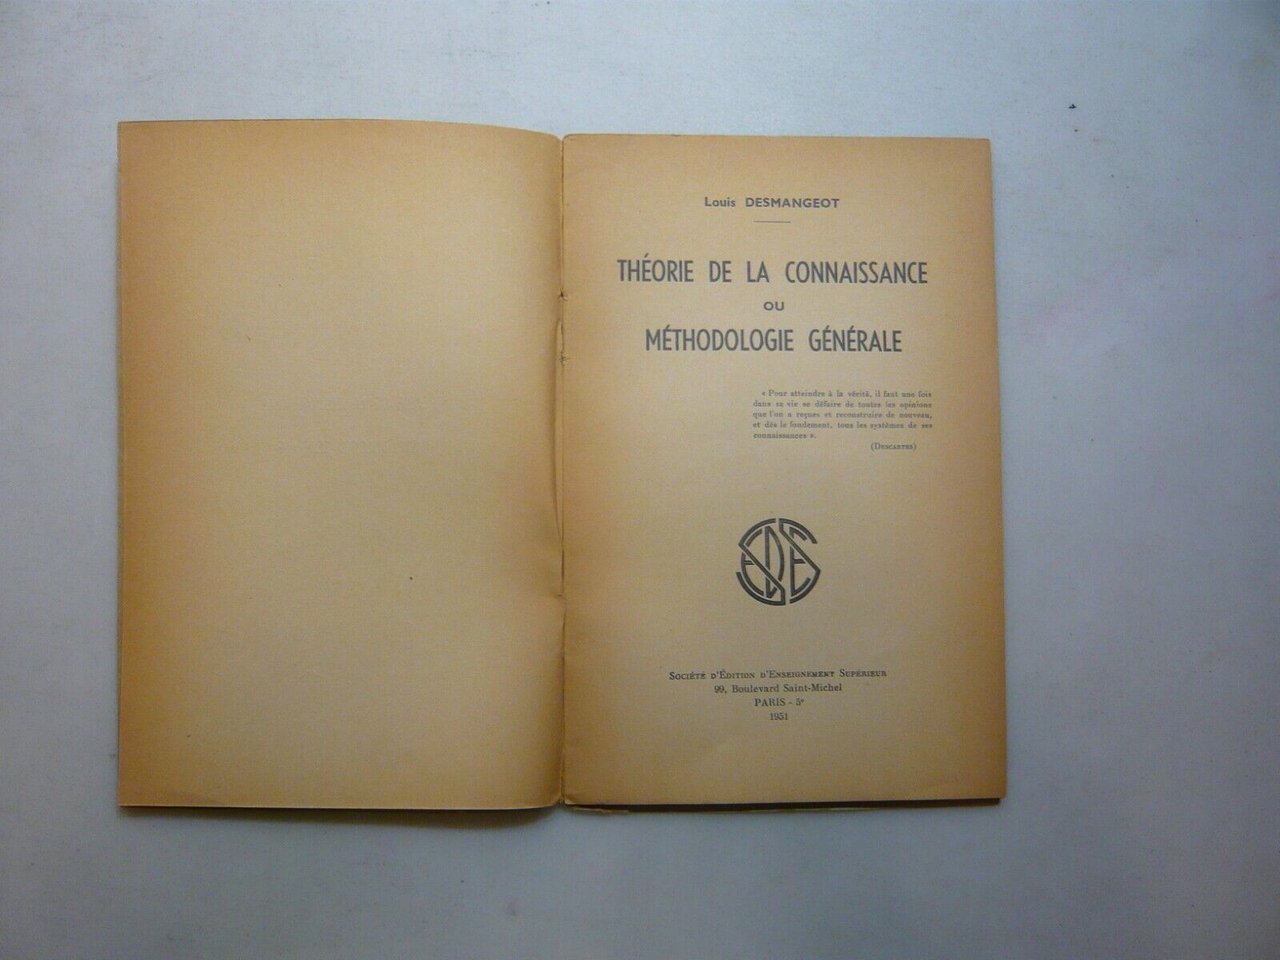 Louis DESMANGEOT
THÉORIE DE LA CONNAISSANCE
OU
MÉTHODOLOGIE GÉNÉRALE
« Pour atteindre à la vérité, il faut une fois
dans sa vie se défaire de toutes les opinions
que l'on a reçues et reconstruire de nouveau,
et dès le fondement, tous les systèmes de ses
connaissances ».
(DESCARTES)
SEDES
SOCIÉTÉ D'ÉDITION D'ENSEIGNEMENT SUPÉRIEUR
99, Boulevard Saint-Michel
PARIS - 5e
1951